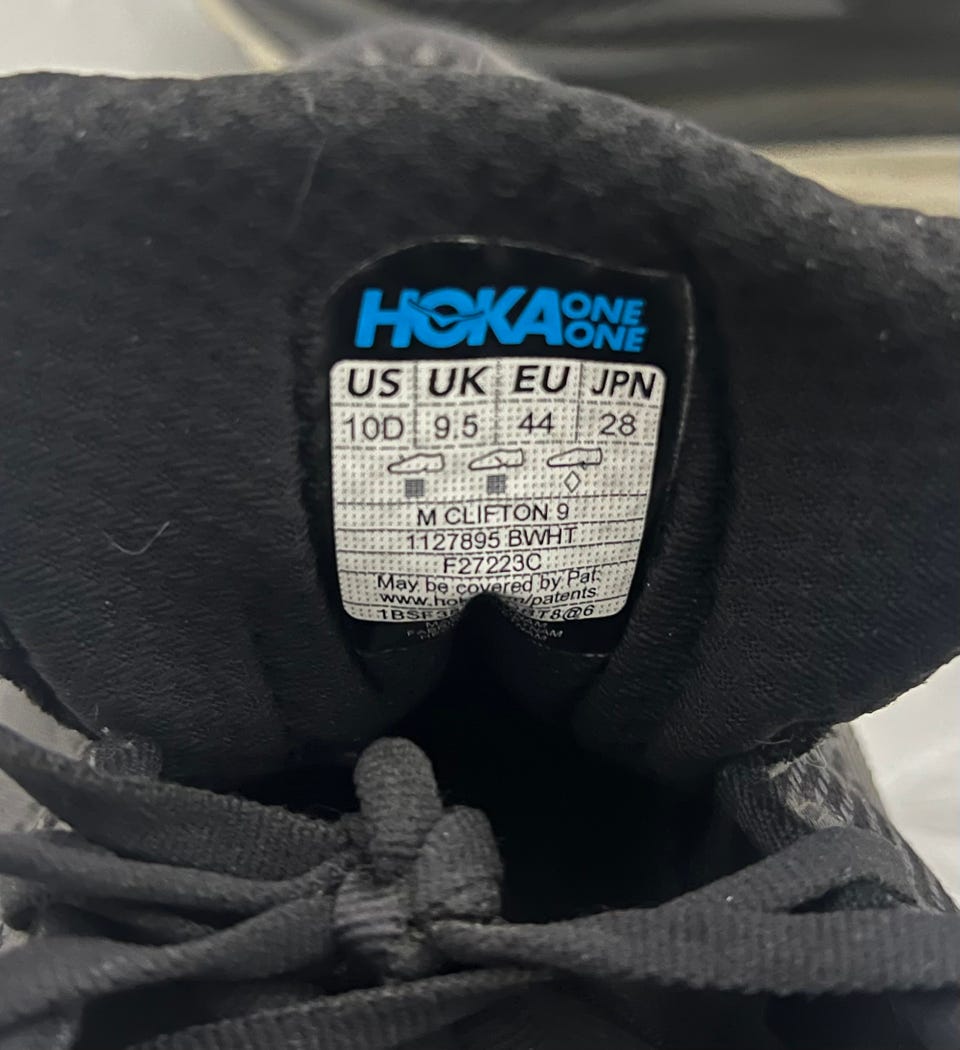 HOKA ONE ONE
US UK EU JPN
10D 9.5 44 28
M CLIFTON 9
1127895 BWHT
F27223C
May be covered by Pat.